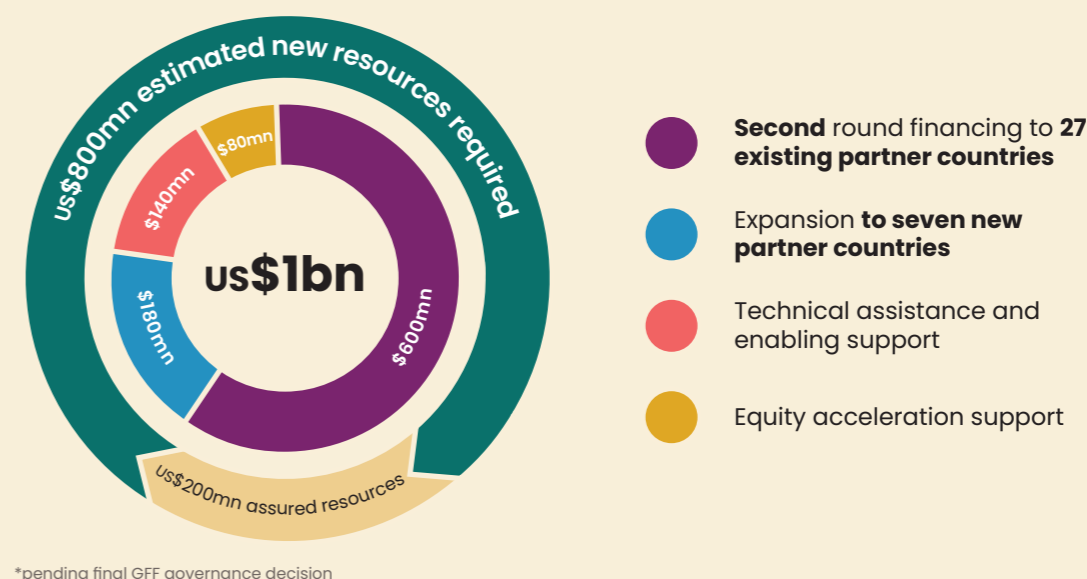 US$800mn estimated new resources required
$80mn
$140mn
$180mn
$600mn
US$1bn
US$200mn assured resources
Second round financing to 27
existing partner countries
Expansion to seven new
partner countries
Technical assistance and
enabling support
Equity acceleration support
*pending final GFF governance decision